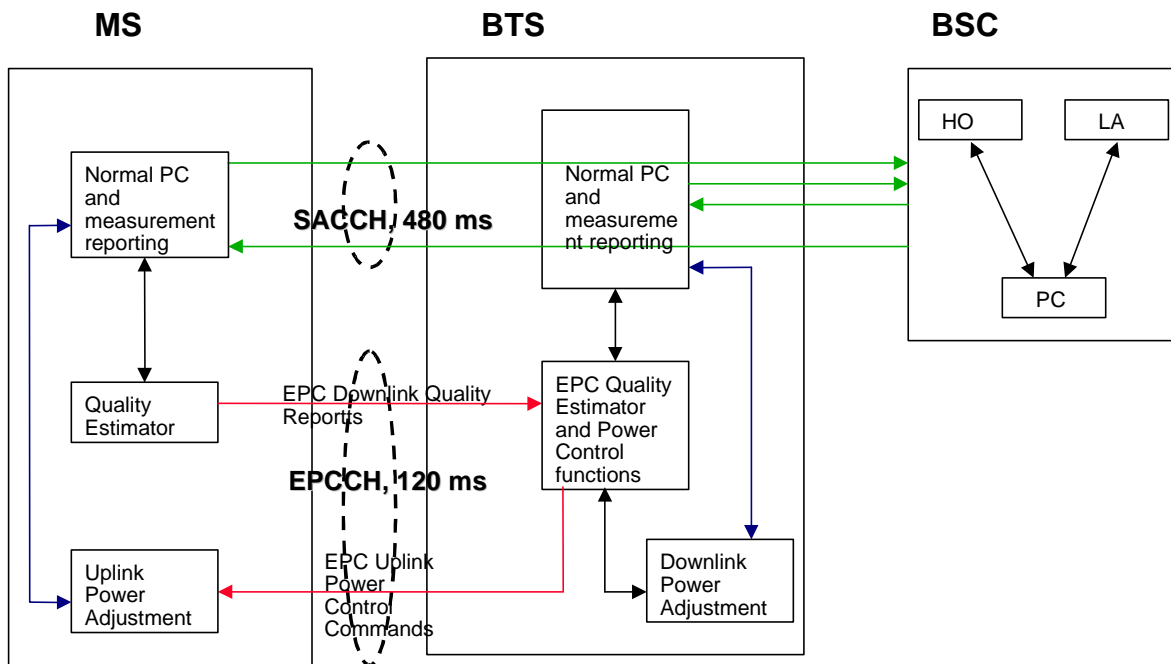 MS
BTS
BSC
HO
LA
Normal PC
and
measurement
reporting
SACCH, 480 ms
Normal PC
and
measureme
nt reporting
PC
Quality
Estimator
EPC Downlink Quality
Reportts
EPC Quality
Estimator
and Power
Control
functions
EPCCH, 120 ms
Uplink
Power
Adjustment
EPC Uplink
Power
Control
Commands
Downlink
Power
Adjustment